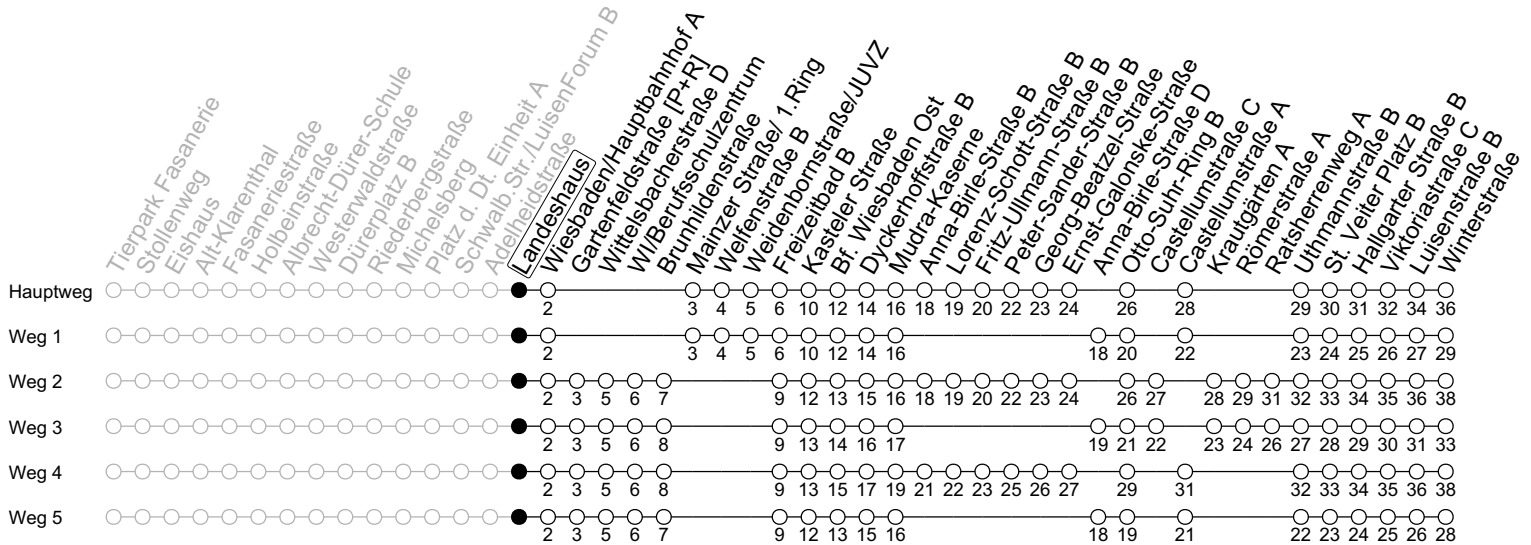 Tierpark Fasanerie
Stollenweg
Eishaus
Alt-Klarenthal
Fasaneriestraße
Holbeinstraße
Albrecht-Dürer-Schule
Westerwaldstraße
Dürerplatz B
Riederbergstraße
Michelsberg
Platz d. Dt. Einheit A
Schwalb.Str./LuisenForum B
Adelheidstraße
Landeshaus
Wiesbaden/Hauptbahnhof A
Gartenfeldstraße [P+R]
Wittelsbacherstraße D
WI/Berufsschulzentrum
Brunhildenstraße
Mainzer Straße/ 1.Ring
Welfenstraße B
Weidenbornstraße/JUVZ
Freizeitbad B
Kasteler Straße
Bf. Wiesbaden Ost
Dyckerhoffstraße B
Mudra-Kaserne
Anna-Birle-Straße B
Lorenz-Schott-Straße B
Fritz-Ullmann-Straße B
Peter-Sander-Straße B
Georg-Beatzel-Straße
Ernst-Galonske-Straße
Anna-Birle-Straße D
Otto-Suhr-Ring B
Castellumstraße C
Castellumstraße A
Krautgärten A
Römerstraße A
Ratsherrenweg A
Uthmannstraße B
St. Veiter Platz B
Hallgarter Straße B
Viktoriastraße C
Luisenstraße B
Winterstraße
Hauptweg
2 3 4 5 6 10 12 14 16 18 19 20 22 23 24 26 28 29 30 31 32 34 36
Weg 1
2 3 4 5 6 10 12 14 16 18 20 22 23 24 25 26 27 29
Weg 2
2 3 5 6 7 9 12 13 15 16 18 19 20 22 23 24 26 27 28 29 31 32 33 34 35 36 38
Weg 3
2 3 5 6 8 9 13 14 16 17 19 21 22 23 24 26 27 28 29 30 31 33
Weg 4
2 3 5 6 8 9 13 15 17 19 21 22 23 25 26 27 29 31 32 33 34 35 36 38
Weg 5
2 3 5 6 7 9 12 13 15 16 18 19 21 22 23 24 25 26 28